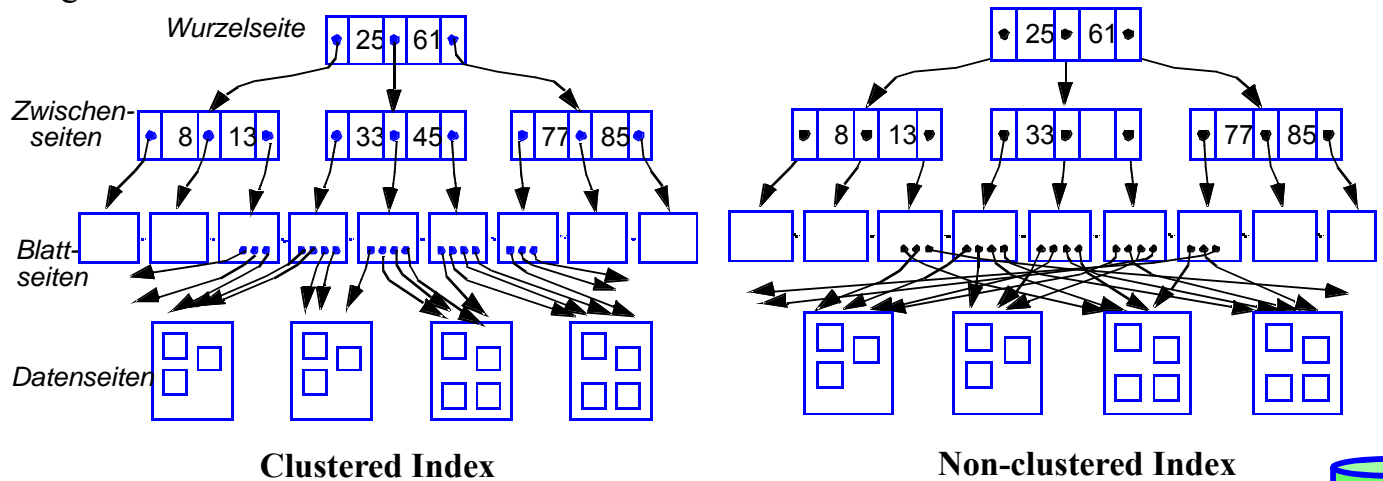 Wurzelseite
25 61
25 61
Zwischen-
seiten
8 13
33 45
77 85
8 13
33
77 85
Blatt-
seiten
Datenseiten
Clustered Index
Non-clustered Index